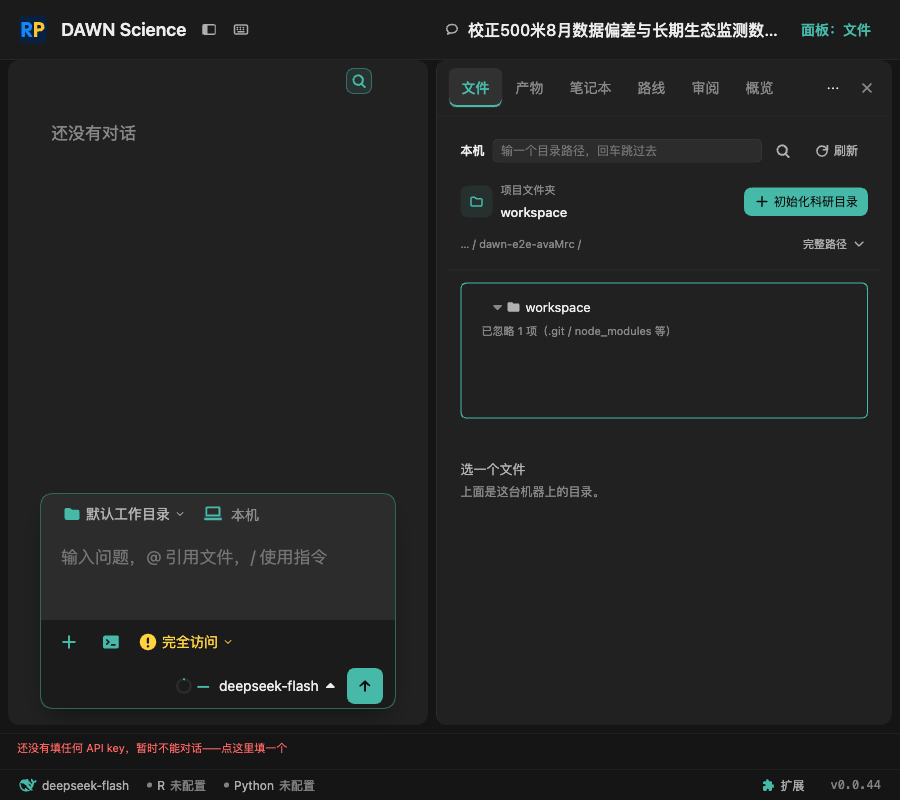 RP DAWN Science
校正500米8月数据偏差与长期生态监测数... 面板：文件
还没有对话
文件 产物 笔记本 路线 审阅 概览 ...
本机 输一个目录路径，回车跳过去 刷新
项目文件夹
workspace
初始化科研目录
... / dawn-e2e-avaMrc / 完整路径
workspace
已忽略 1 项（.git / node_modules 等）
选一个文件
上面是这台机器上的目录。
默认工作目录 本机
输入问题，@ 引用文件，/ 使用指令
完全访问
deepseek-flash
还没有填任何 API key，暂时不能对话——点这里填一个
deepseek-flash R 未配置 Python 未配置 扩展 v0.0.44